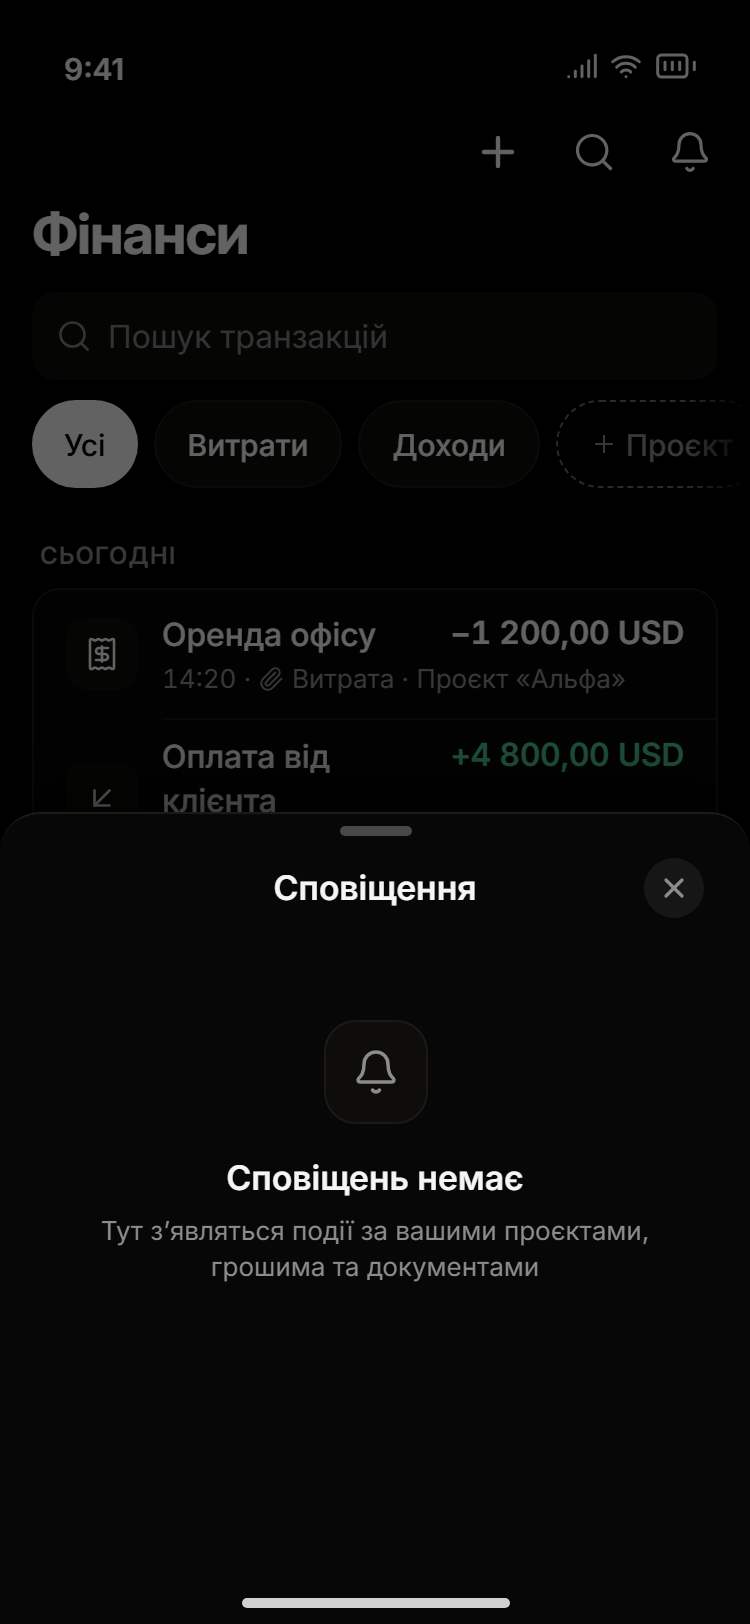 9:41
Фінанси
Пошук транзакцій
Усі
Витрати
Доходи
+ Проєкт
СЬОГОДНІ
Оренда офісу
−1 200,00 USD
14:20 · Витрата · Проєкт «Альфа»
Оплата від
+4 800,00 USD
клієнта
Сповіщення
Сповіщень немає
Тут з’являться події за вашими проєктами,
грошима та документами